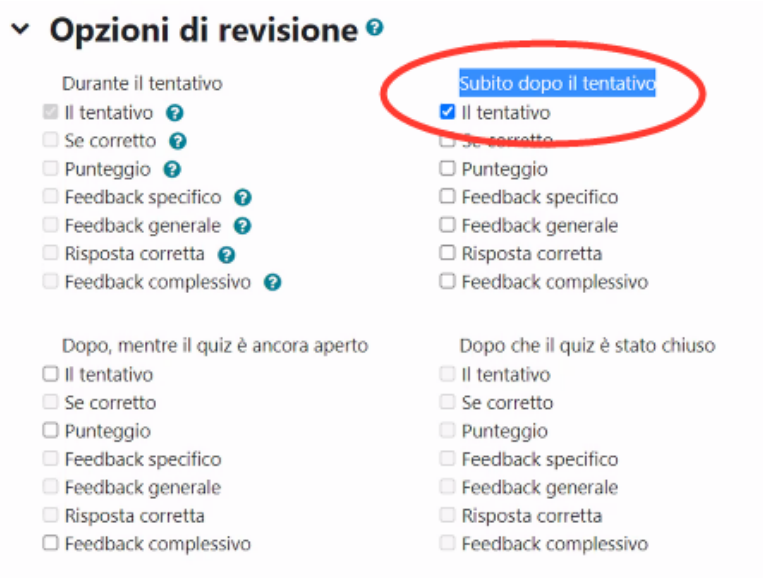 Opzioni di revisione
Durante il tentativo
Il tentativo
Se corretto
Punteggio
Feedback specifico
Feedback generale
Risposta corretta
Feedback complessivo
Subito dopo il tentativo
Il tentativo
Se corretto
Punteggio
Feedback specifico
Feedback generale
Risposta corretta
Feedback complessivo
Dopo, mentre il quiz è ancora aperto
Il tentativo
Se corretto
Punteggio
Feedback specifico
Feedback generale
Risposta corretta
Feedback complessivo
Dopo che il quiz è stato chiuso
Il tentativo
Se corretto
Punteggio
Feedback specifico
Feedback generale
Risposta corretta
Feedback complessivo